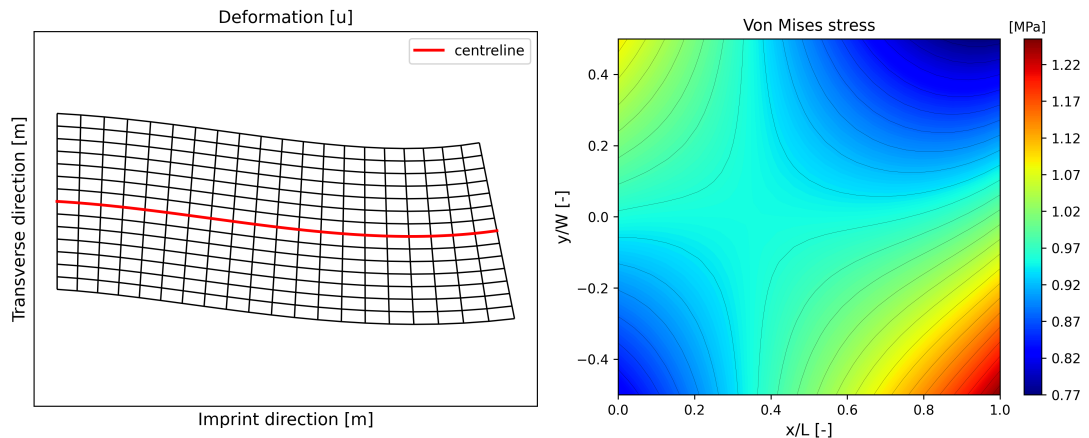 Deformation [u]
centreline
Transverse direction [m]
Imprint direction [m]
Von Mises stress
[MPa]
0.4
0.2
0.0
−0.2
−0.4
y/W [-]
0.0 0.2 0.4 0.6 0.8 1.0
x/L [-]
1.22
1.17
1.12
1.07
1.02
0.97
0.92
0.87
0.82
0.77